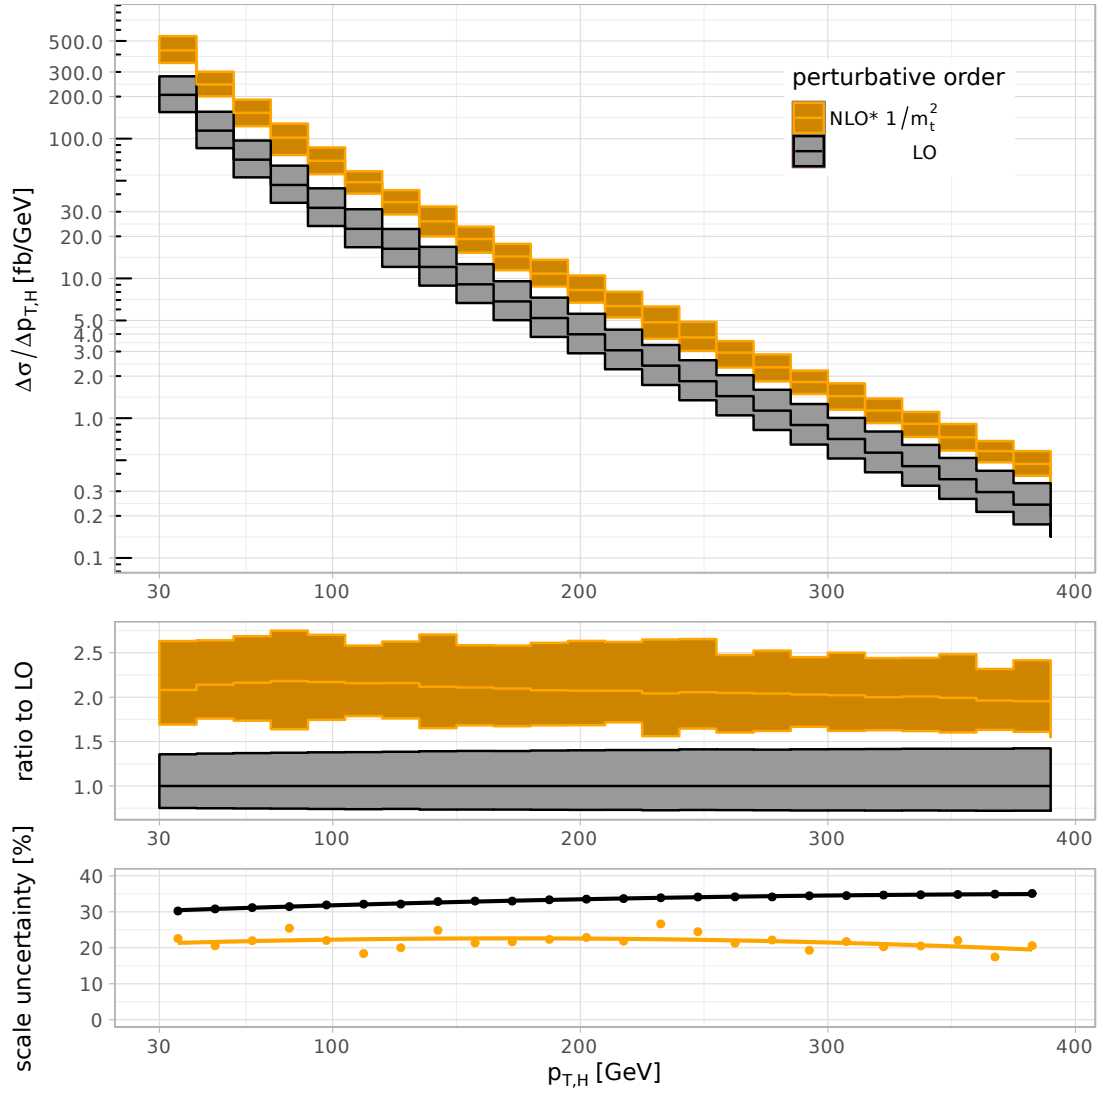 500.0
300.0
200.0
100.0
30.0
20.0
10.0
5.0
4.0
3.0
2.0
1.0
0.3
0.2
0.1
Δσ/Δp_{T,H} [fb/GeV]
perturbative order
NLO* 1/m_t^2
LO
30 100 200 300 400
2.5
2.0
1.5
1.0
ratio to LO
30 100 200 300 400
40
30
20
10
0
scale uncertainty [%]
30 100 200 300 400
p_{T,H} [GeV]